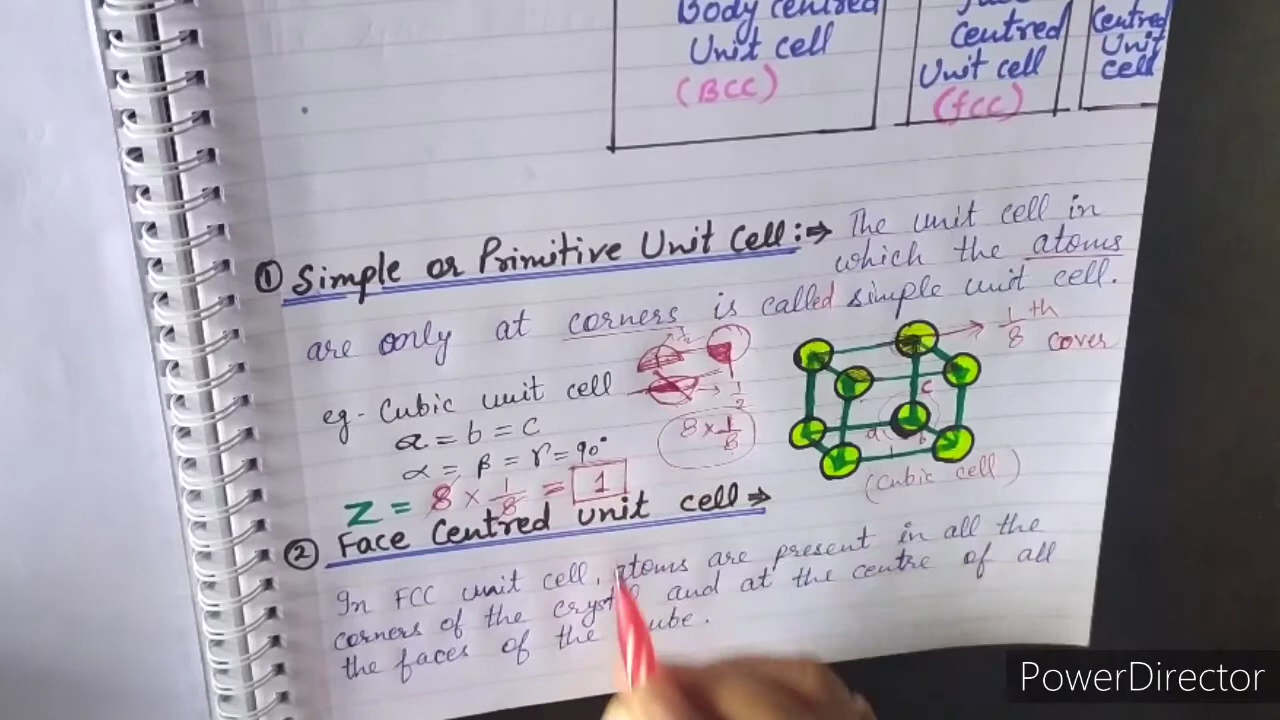 Body centred
Unit cell
(BCC)
centred
Unit cell
(fcc)
Centred
Unit
cell
① Simple or Primitive Unit Cell:⇒ The unit cell in
which the atoms
are only at corners is called simple unit cell.
1/8 th
cover
1/2
eg- Cubic unit cell
→ 1/2
a = b = c
8 × 1/8
α = β = γ = 90°
c
a
b
(Cubic cell)
Z = 8 × 1/8 = 1
② Face Centred unit cell ⇒
In FCC unit cell, atoms are present in all the
corners of the and at the centre of all
the faces of the
PowerDirector